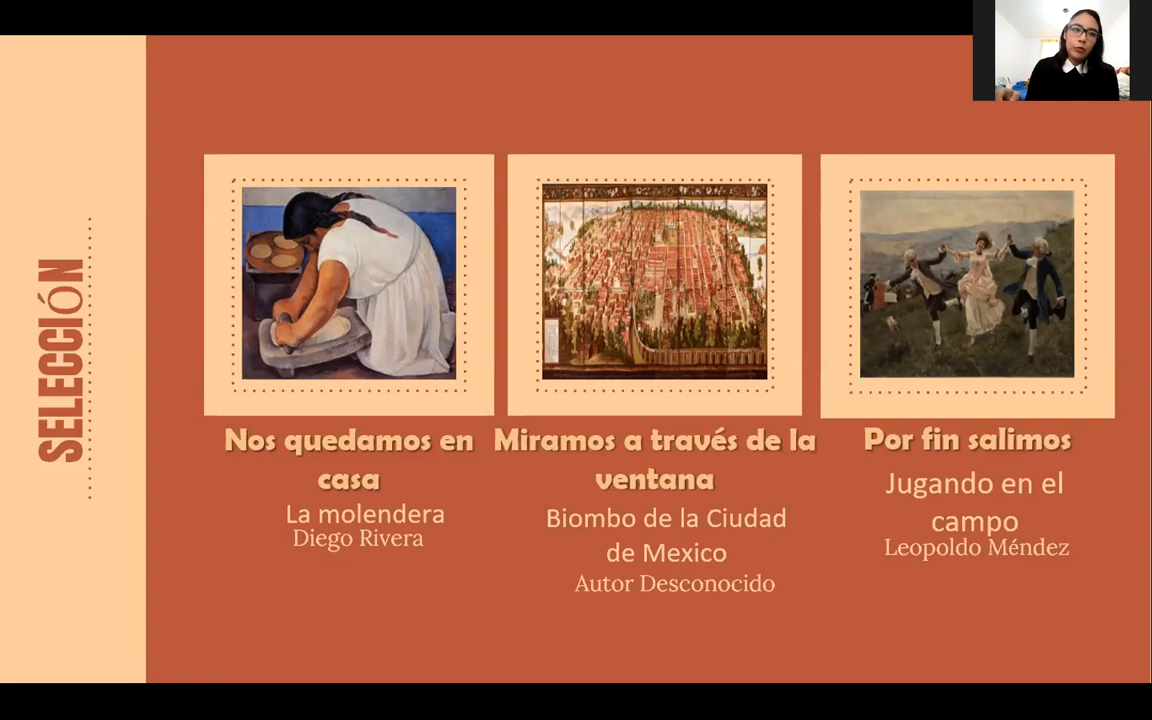 SELECCIÓN
Nos quedamos en
casa
La molendera
Diego Rivera
Miramos a través de la
ventana
Biombo de la Ciudad
de Mexico
Autor Desconocido
Por fin salimos
Jugando en el
campo
Leopoldo Méndez